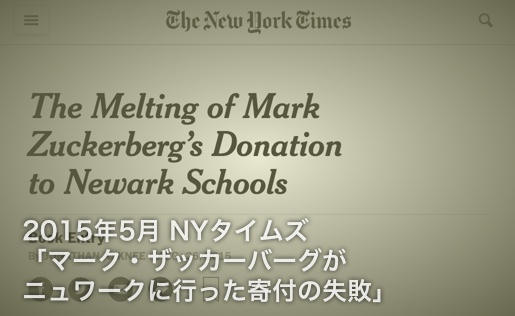 The New York Times
The Melting of Mark
Zuckerberg's Donation
to Newark Schools
2015年5月 NYタイムズ
「マーク・ザッカーバーグが
ニュワークに行った寄付の失敗」